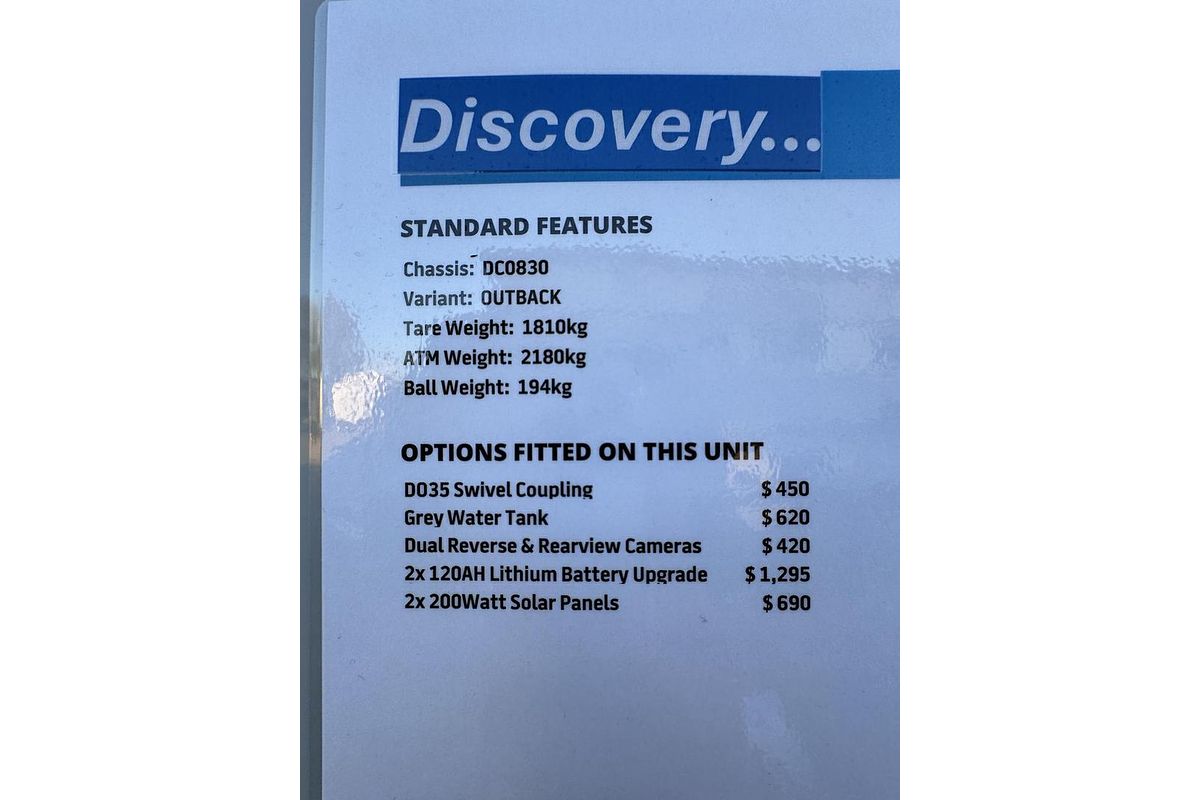 Discovery...
STANDARD FEATURES
Chassis: DC0830
Variant: OUTBACK
Tare Weight: 1810kg
ATM Weight: 2180kg
Ball Weight: 194kg
OPTIONS FITTED ON THIS UNIT
DO35 Swivel Coupling $ 450
Grey Water Tank $ 620
Dual Reverse & Rearview Cameras $ 420
2x 120AH Lithium Battery Upgrade $ 1,295
2x 200Watt Solar Panels $ 690